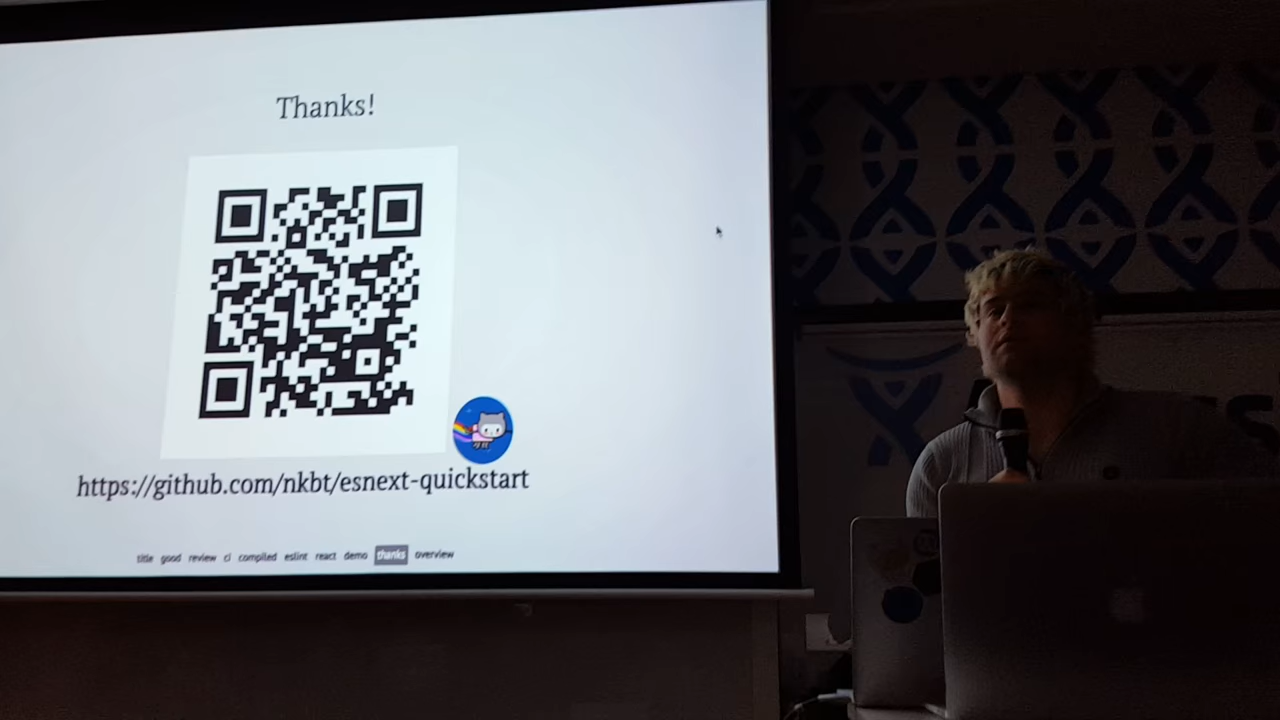 Thanks!
https://github.com/nkbt/esnext-quickstart
title good review ci compiled eslint react demo thanks overview